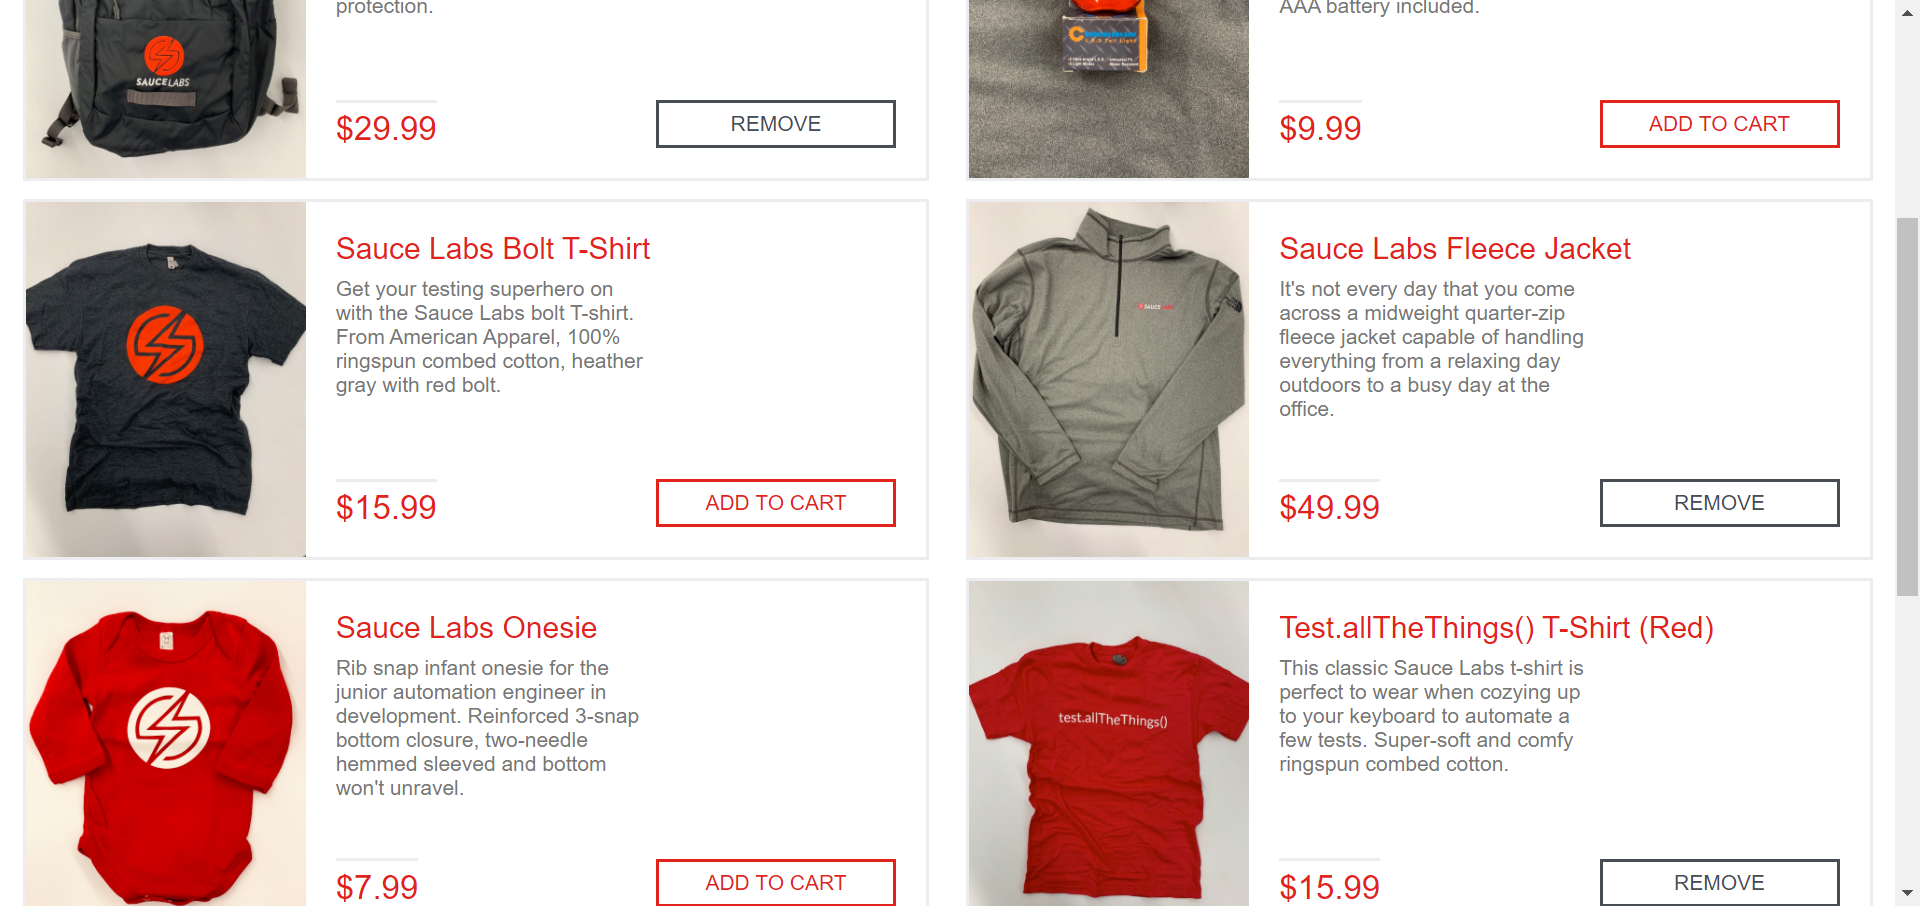 protection.
SAUCELABS
$29.99
REMOVE
AAA battery included.
$9.99
ADD TO CART
Sauce Labs Bolt T-Shirt
Get your testing superhero on
with the Sauce Labs bolt T-shirt.
From American Apparel, 100%
ringspun combed cotton, heather
gray with red bolt.
$15.99
ADD TO CART
SAUCE LABS
Sauce Labs Fleece Jacket
It's not every day that you come
across a midweight quarter-zip
fleece jacket capable of handling
everything from a relaxing day
outdoors to a busy day at the
office.
$49.99
REMOVE
Sauce Labs Onesie
Rib snap infant onesie for the
junior automation engineer in
development. Reinforced 3-snap
bottom closure, two-needle
hemmed sleeved and bottom
won't unravel.
$7.99
ADD TO CART
test.allTheThings()
Test.allTheThings() T-Shirt (Red)
This classic Sauce Labs t-shirt is
perfect to wear when cozying up
to your keyboard to automate a
few tests. Super-soft and comfy
ringspun combed cotton.
$15.99
REMOVE